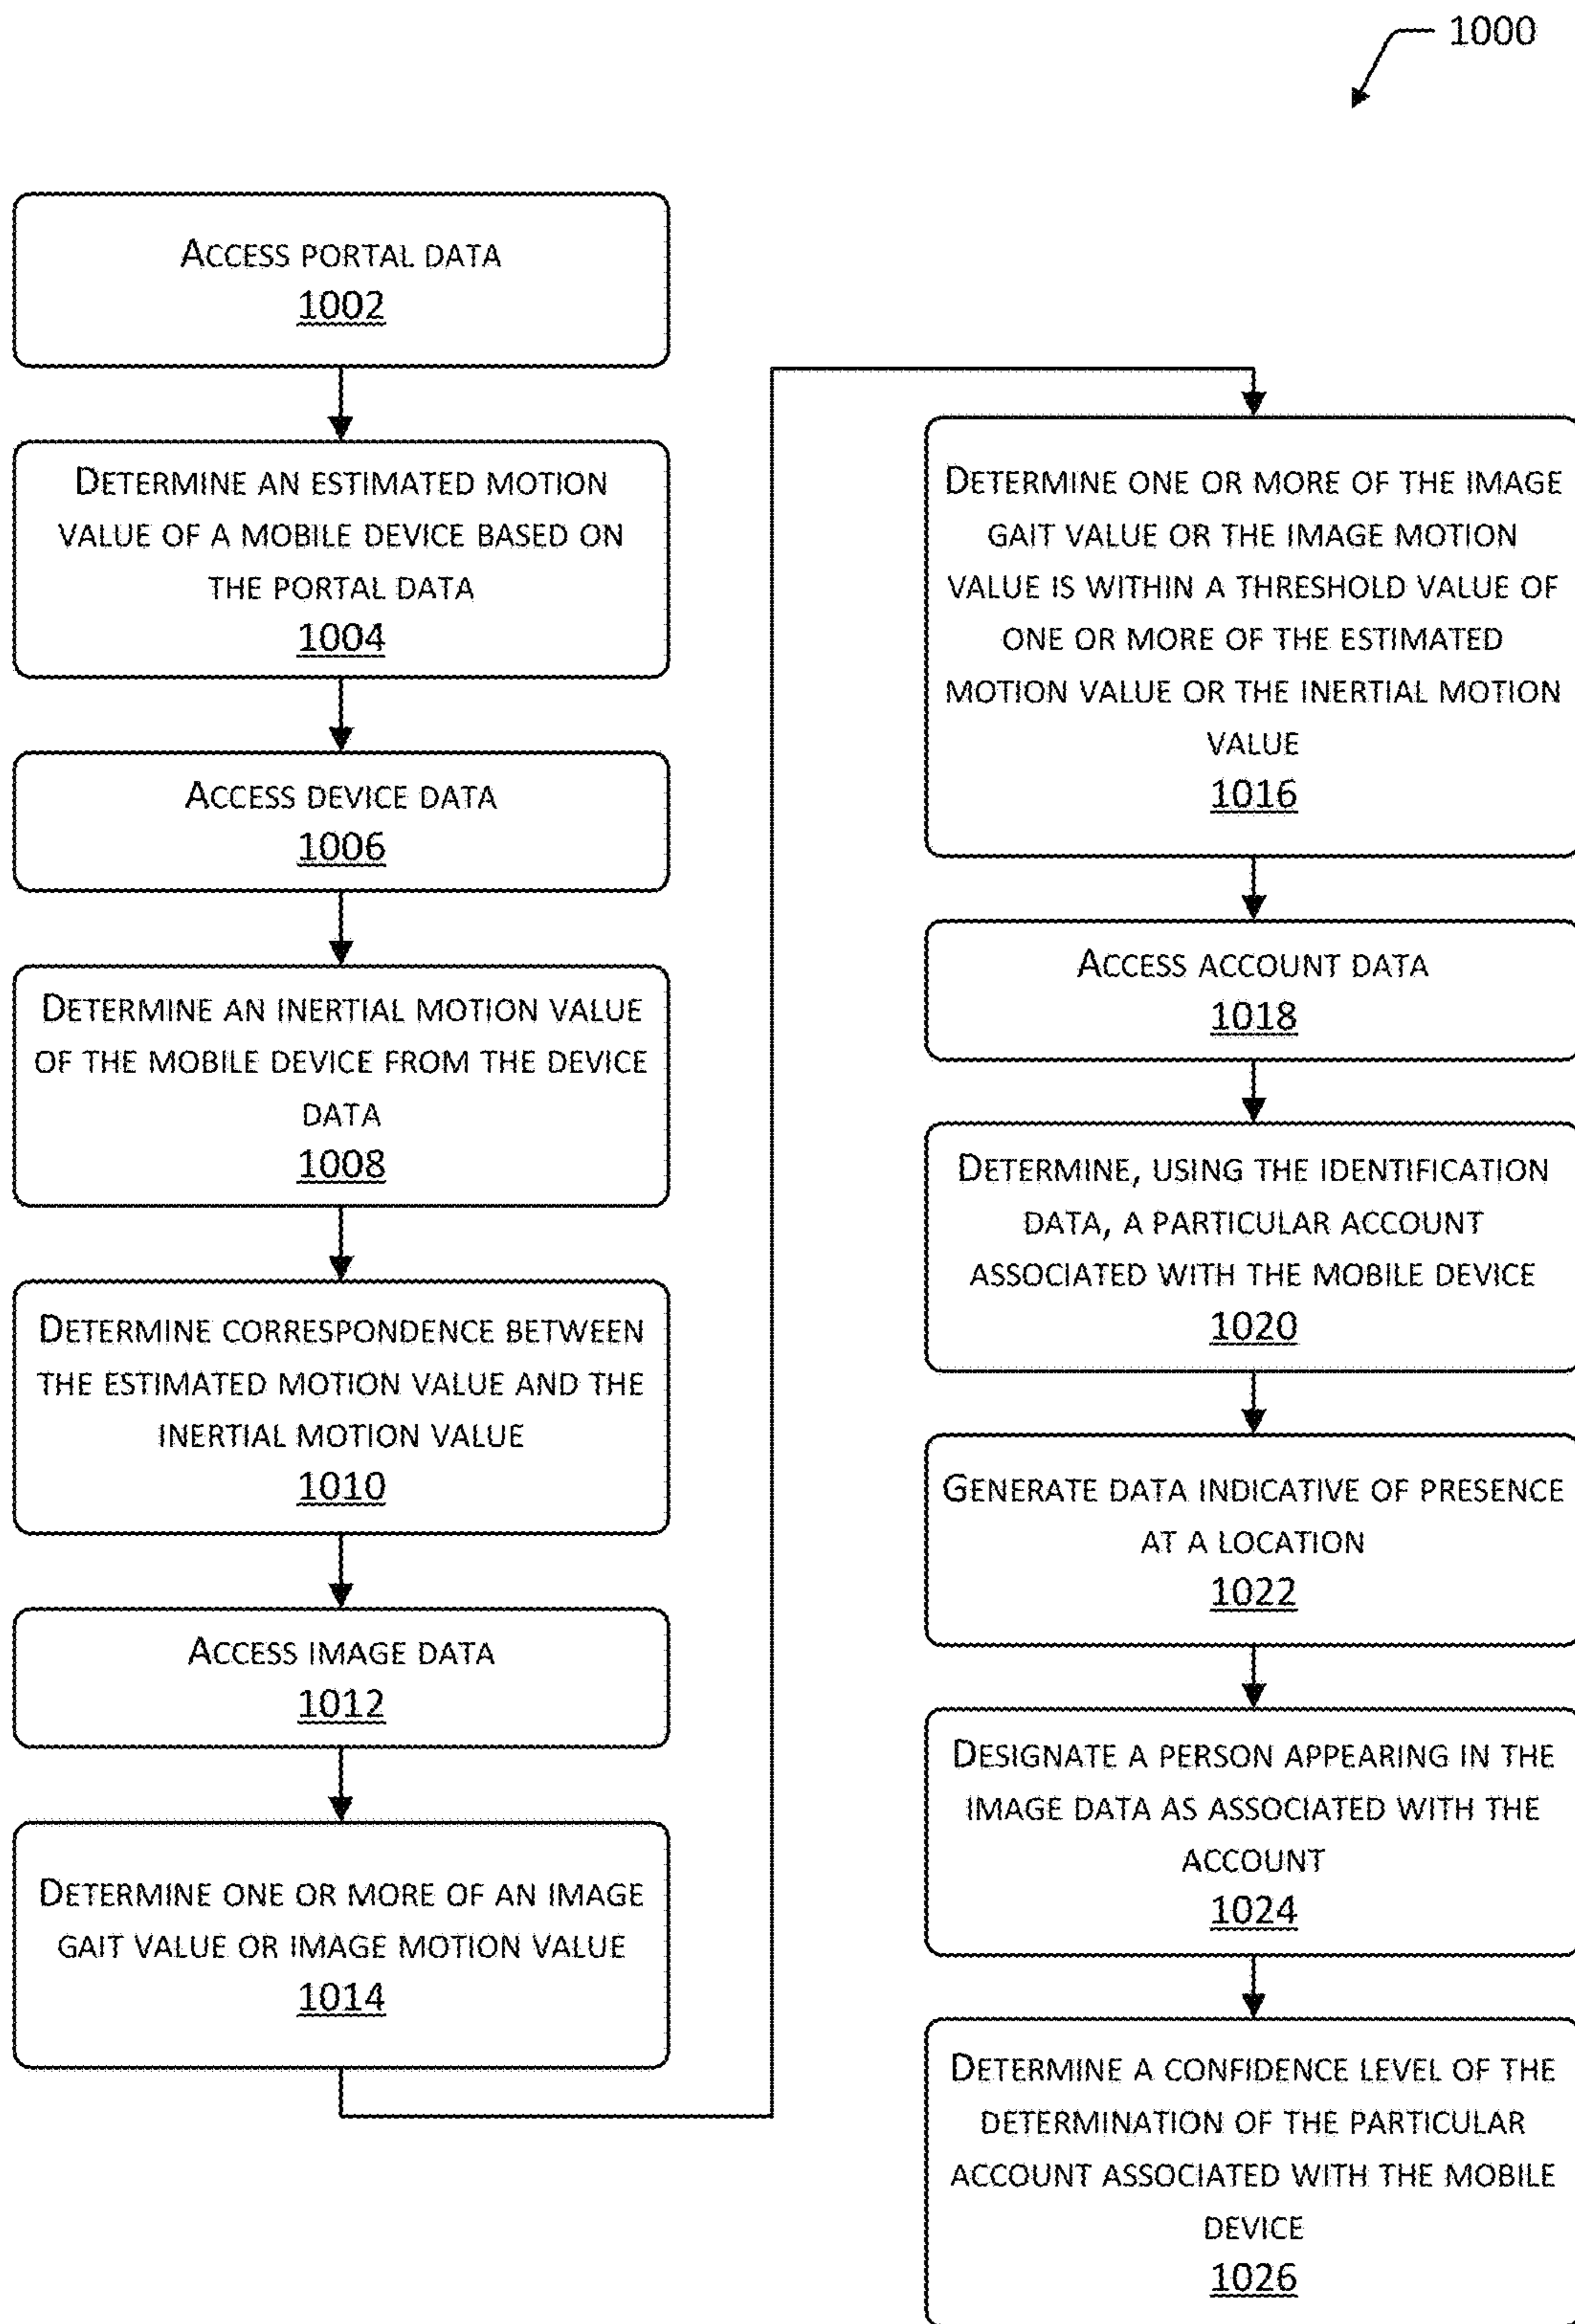 1000
ACCESS PORTAL DATA
1002
DETERMINE AN ESTIMATED MOTION
VALUE OF A MOBILE DEVICE BASED ON
THE PORTAL DATA
1004
ACCESS DEVICE DATA
1006
DETERMINE AN INERTIAL MOTION VALUE
OF THE MOBILE DEVICE FROM THE DEVICE
DATA
1008
DETERMINE CORRESPONDENCE BETWEEN
THE ESTIMATED MOTION VALUE AND THE
INERTIAL MOTION VALUE
1010
ACCESS IMAGE DATA
1012
DETERMINE ONE OR MORE OF AN IMAGE
GAIT VALUE OR IMAGE MOTION VALUE
1014
DETERMINE ONE OR MORE OF THE IMAGE
GAIT VALUE OR THE IMAGE MOTION
VALUE IS WITHIN A THRESHOLD VALUE OF
ONE OR MORE OF THE ESTIMATED
MOTION VALUE OR THE INERTIAL MOTION
VALUE
1016
ACCESS ACCOUNT DATA
1018
DETERMINE, USING THE IDENTIFICATION
DATA, A PARTICULAR ACCOUNT
ASSOCIATED WITH THE MOBILE DEVICE
1020
GENERATE DATA INDICATIVE OF PRESENCE
AT A LOCATION
1022
DESIGNATE A PERSON APPEARING IN THE
IMAGE DATA AS ASSOCIATED WITH THE
ACCOUNT
1024
DETERMINE A CONFIDENCE LEVEL OF THE
DETERMINATION OF THE PARTICULAR
ACCOUNT ASSOCIATED WITH THE MOBILE
DEVICE
1026